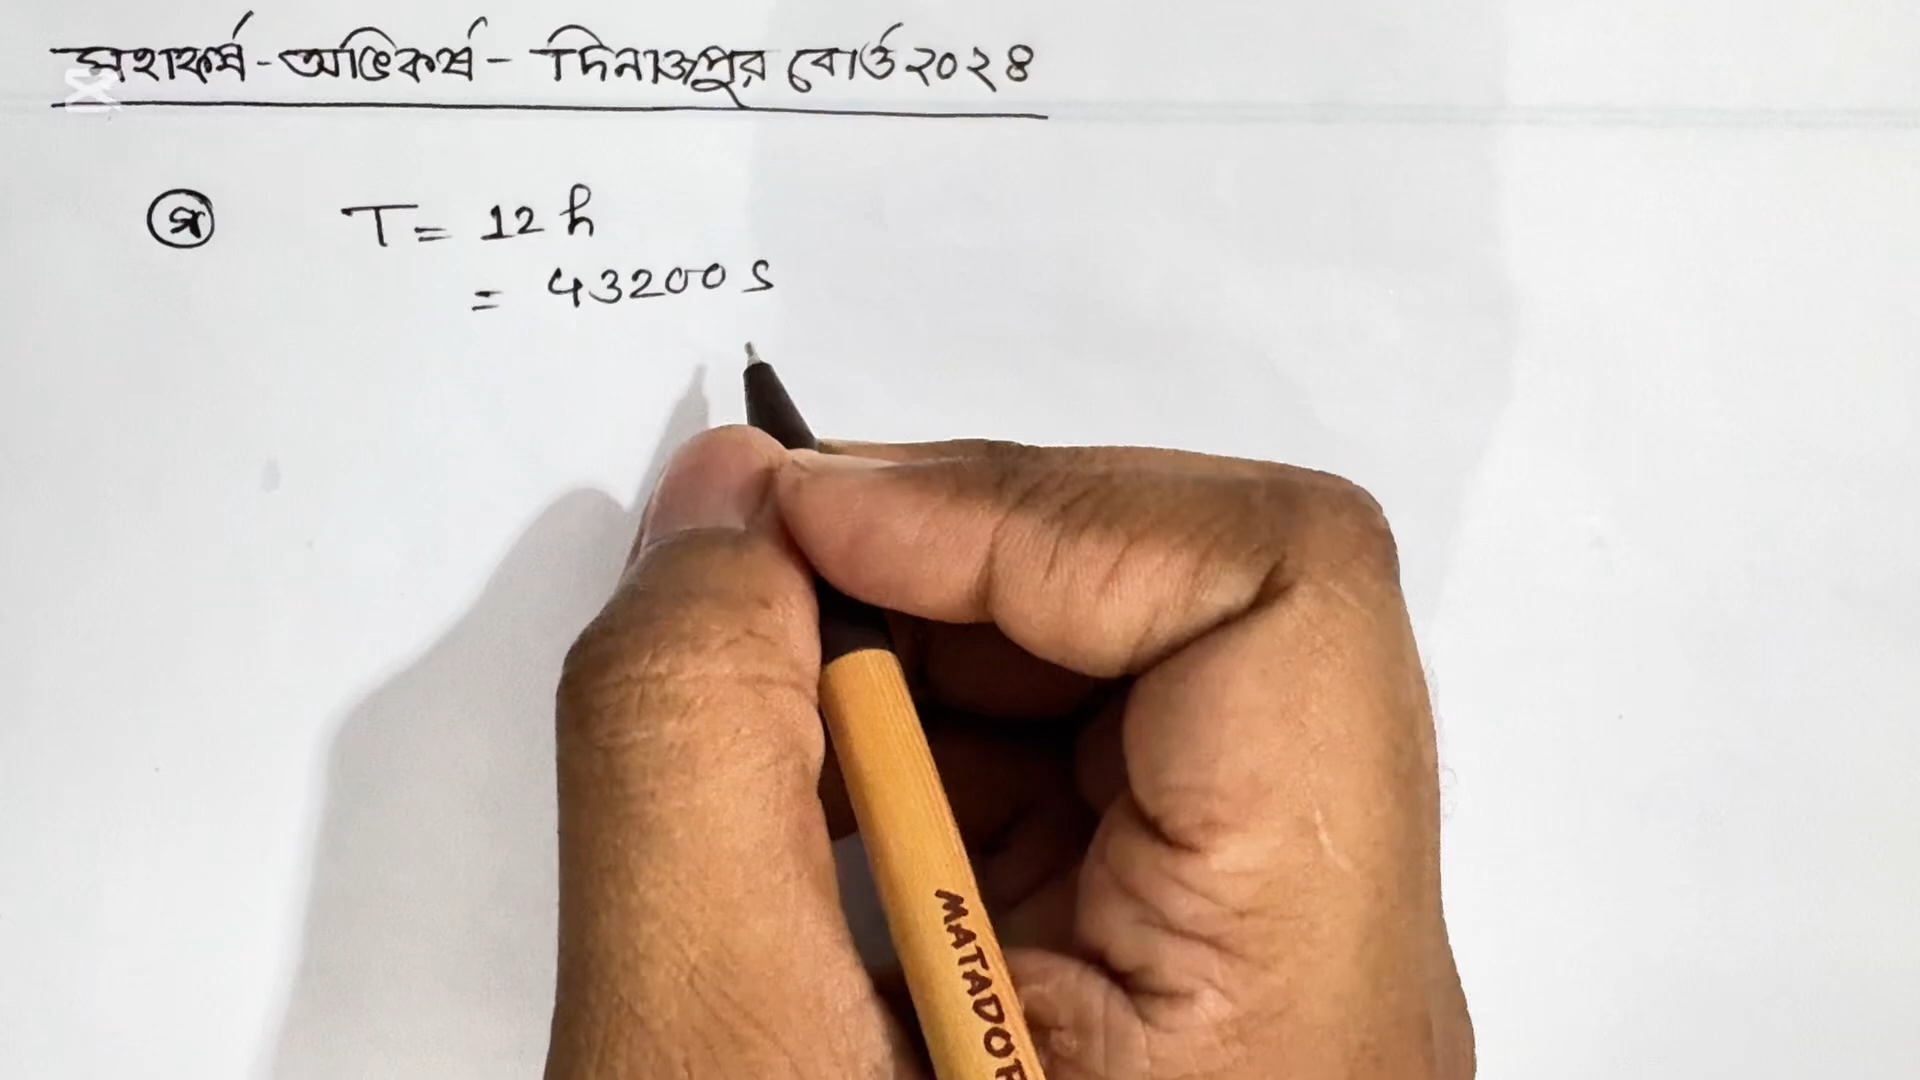 মহাকর্ষ-অভিকর্ষ - দিনাজপুর বোর্ড ২০২৪
T = 12 h
= 43200 s
MATADOR